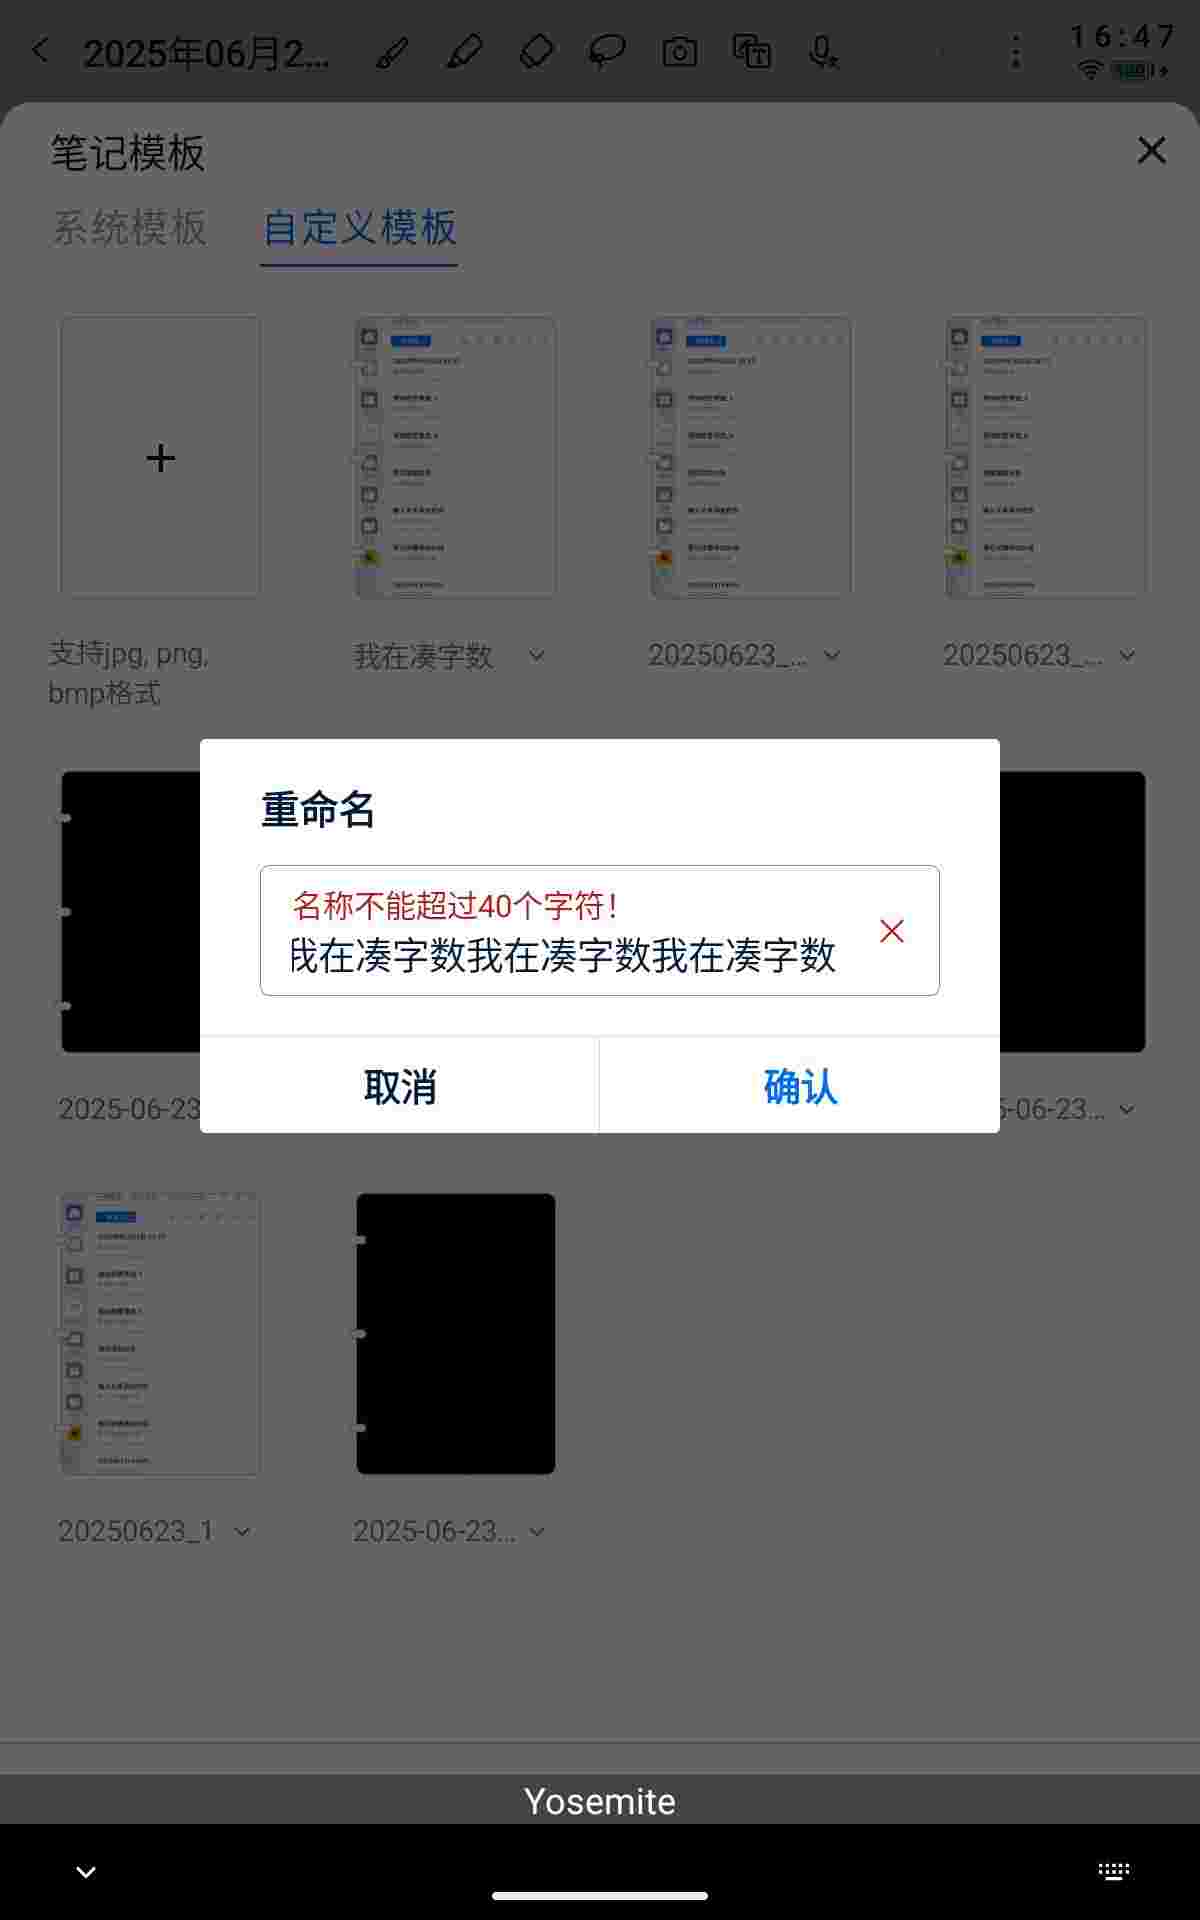 2025年06月2...
16:47
笔记模板
系统模板
自定义模板
支持jpg, png,
bmp格式
我在凑字数
20250623_...
20250623_...
重命名
名称不能超过40个字符！
我在凑字数我在凑字数我在凑字数
取消
确认
2025-06-23
-06-23...
20250623_1
2025-06-23...
Yosemite